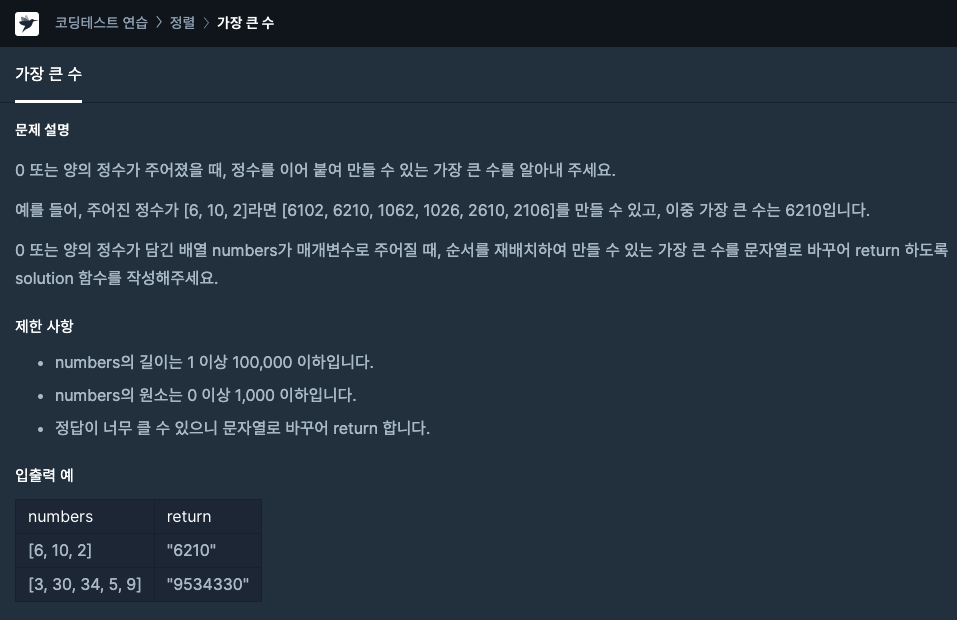 코딩테스트 연습 > 정렬 > 가장 큰 수
가장 큰 수
문제 설명
0 또는 양의 정수가 주어졌을 때, 정수를 이어 붙여 만들 수 있는 가장 큰 수를 알아내 주세요.
예를 들어, 주어진 정수가 [6, 10, 2]라면 [6102, 6210, 1062, 1026, 2610, 2106]를 만들 수 있고, 이중 가장 큰 수는 6210입니다.
0 또는 양의 정수가 담긴 배열 numbers가 매개변수로 주어질 때, 순서를 재배치하여 만들 수 있는 가장 큰 수를 문자열로 바꾸어 return 하도록
solution 함수를 작성해주세요.
제한 사항
• numbers의 길이는 1 이상 100,000 이하입니다.
• numbers의 원소는 0 이상 1,000 이하입니다.
• 정답이 너무 클 수 있으니 문자열로 바꾸어 return 합니다.
입출력 예
numbers return
[6, 10, 2] "6210"
[3, 30, 34, 5, 9] "9534330"